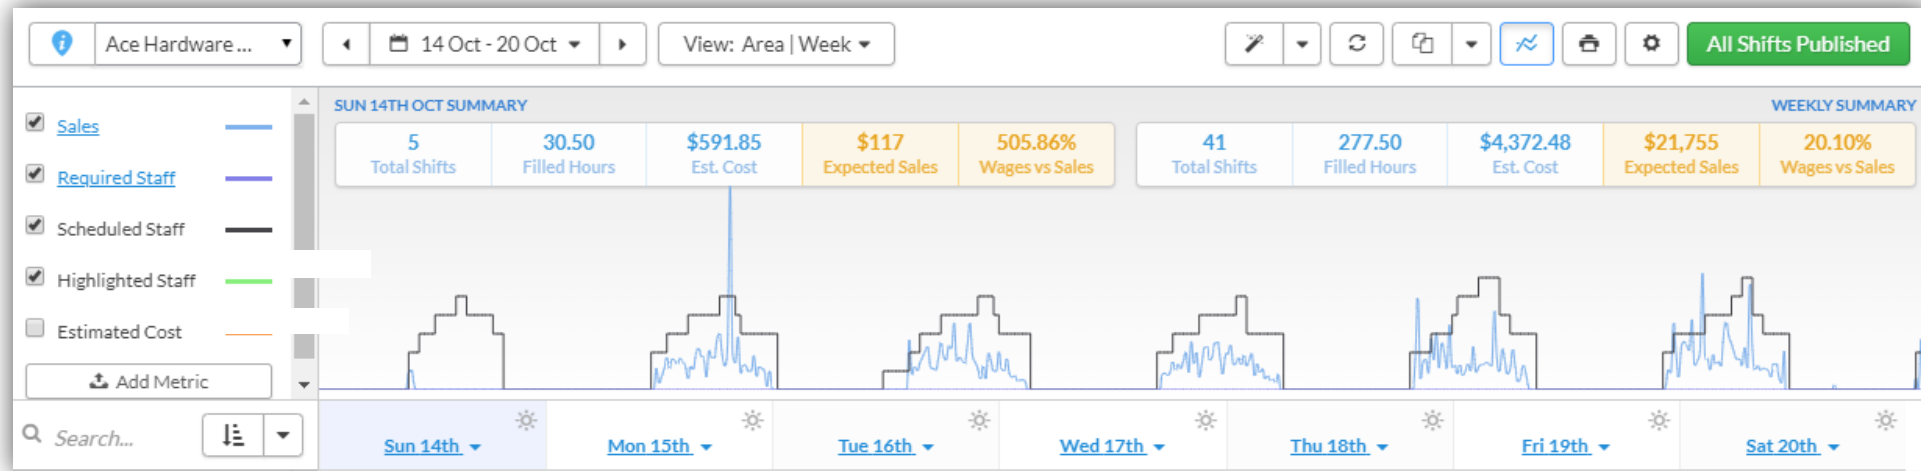 Ace Hardware ...
14 Oct - 20 Oct
View: Area | Week
All Shifts Published
Sales
Required Staff
Scheduled Staff
Highlighted Staff
Estimated Cost
Add Metric
SUN 14TH OCT SUMMARY
5 30.50 $591.85 $117 505.86%
Total Shifts Filled Hours Est. Cost Expected Sales Wages vs Sales
WEEKLY SUMMARY
41 277.50 $4,372.48 $21,755 20.10%
Total Shifts Filled Hours Est. Cost Expected Sales Wages vs Sales
Search...
Sun 14th Mon 15th Tue 16th Wed 17th Thu 18th Fri 19th Sat 20th